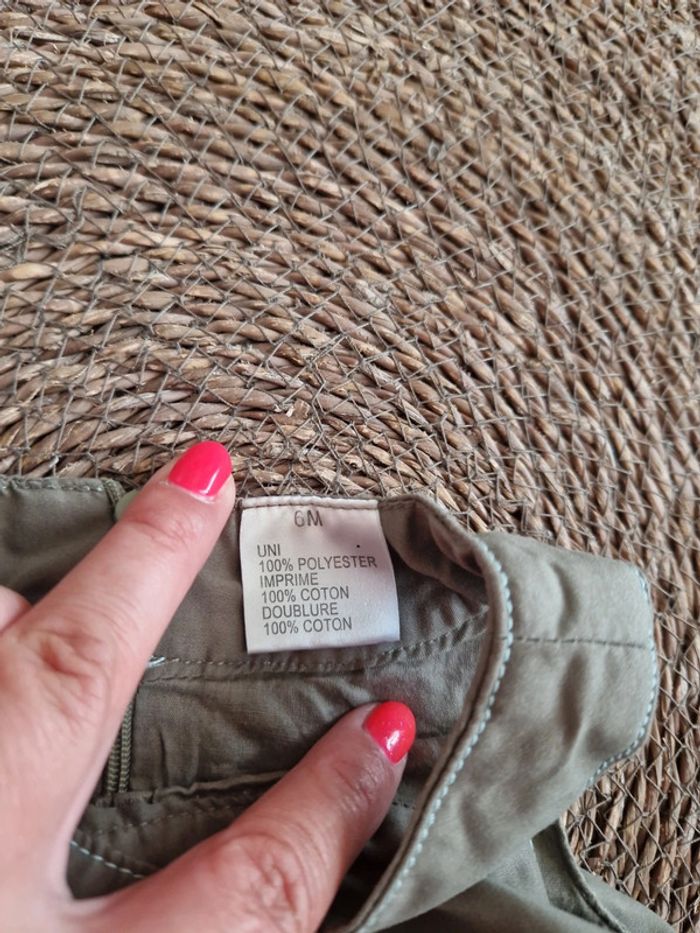 6M
UNI
100% POLYESTER
IMPRIME
100% COTON
DOUBLURE
100% COTON